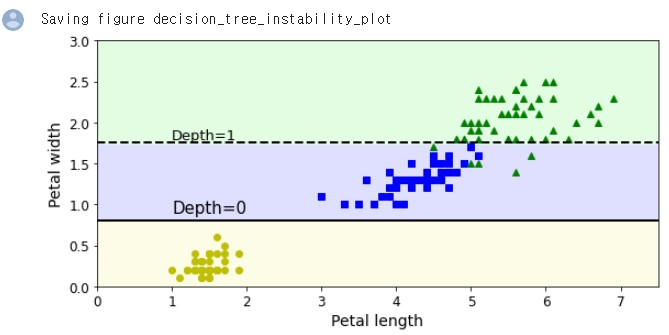 Saving figure decision_tree_instability_plot
3.0
2.5
2.0
1.5
1.0
0.5
0.0
Petal width
Depth=1
Depth=0
0 1 2 3 4 5 6 7
Petal length